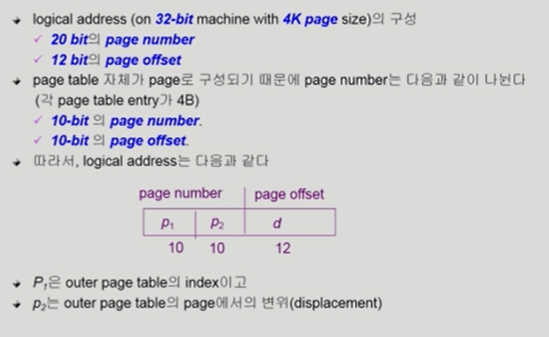 logical address (on 32-bit machine with 4K page size)의 구성
20 bit의 page number
12 bit의 page offset
page table 자체가 page로 구성되기 때문에 page number는 다음과 같이 나뉜다
(각 page table entry가 4B)
10-bit 의 page number.
10-bit 의 page offset.
따라서, logical address는 다음과 같다
page number page offset
p₁ p₂ d
10 10 12
P₁은 outer page table의 index이고
p₂는 outer page table의 page에서의 변위(displacement)